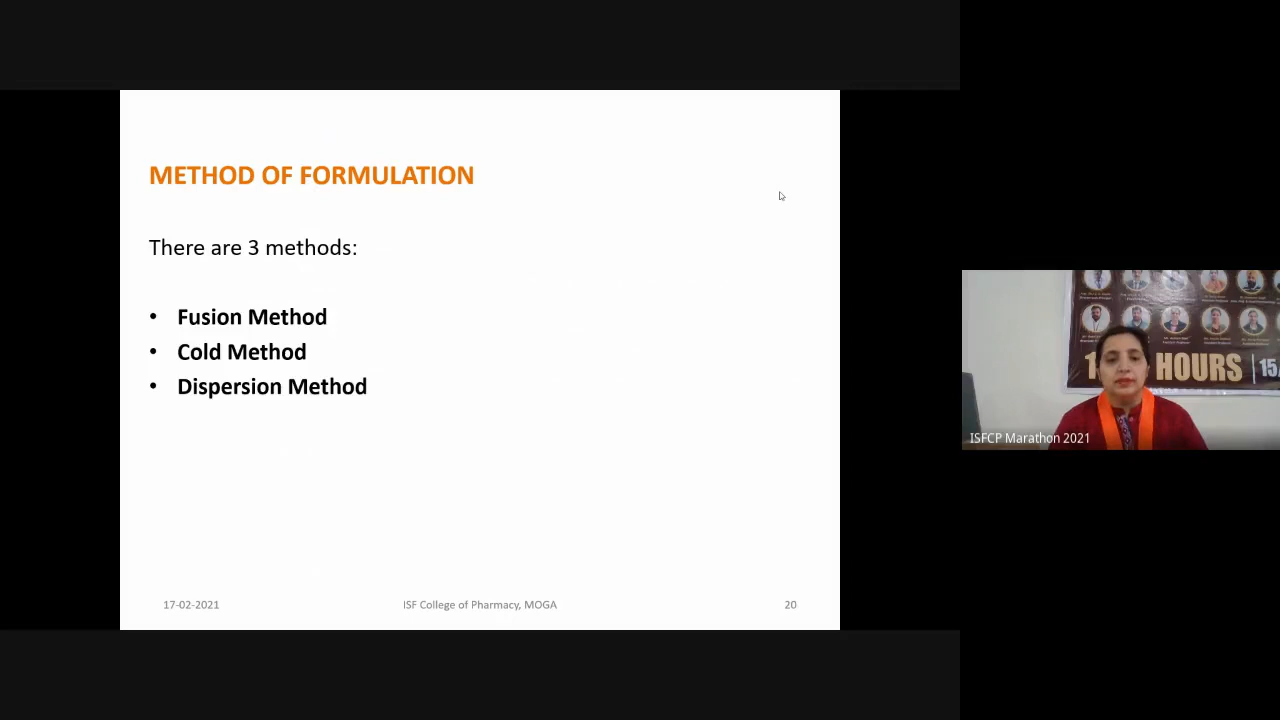 METHOD OF FORMULATION
There are 3 methods:
• Fusion Method
• Cold Method
• Dispersion Method
17-02-2021
ISF College of Pharmacy, MOGA
20
HOURS
15/
ISFCP Marathon 2021